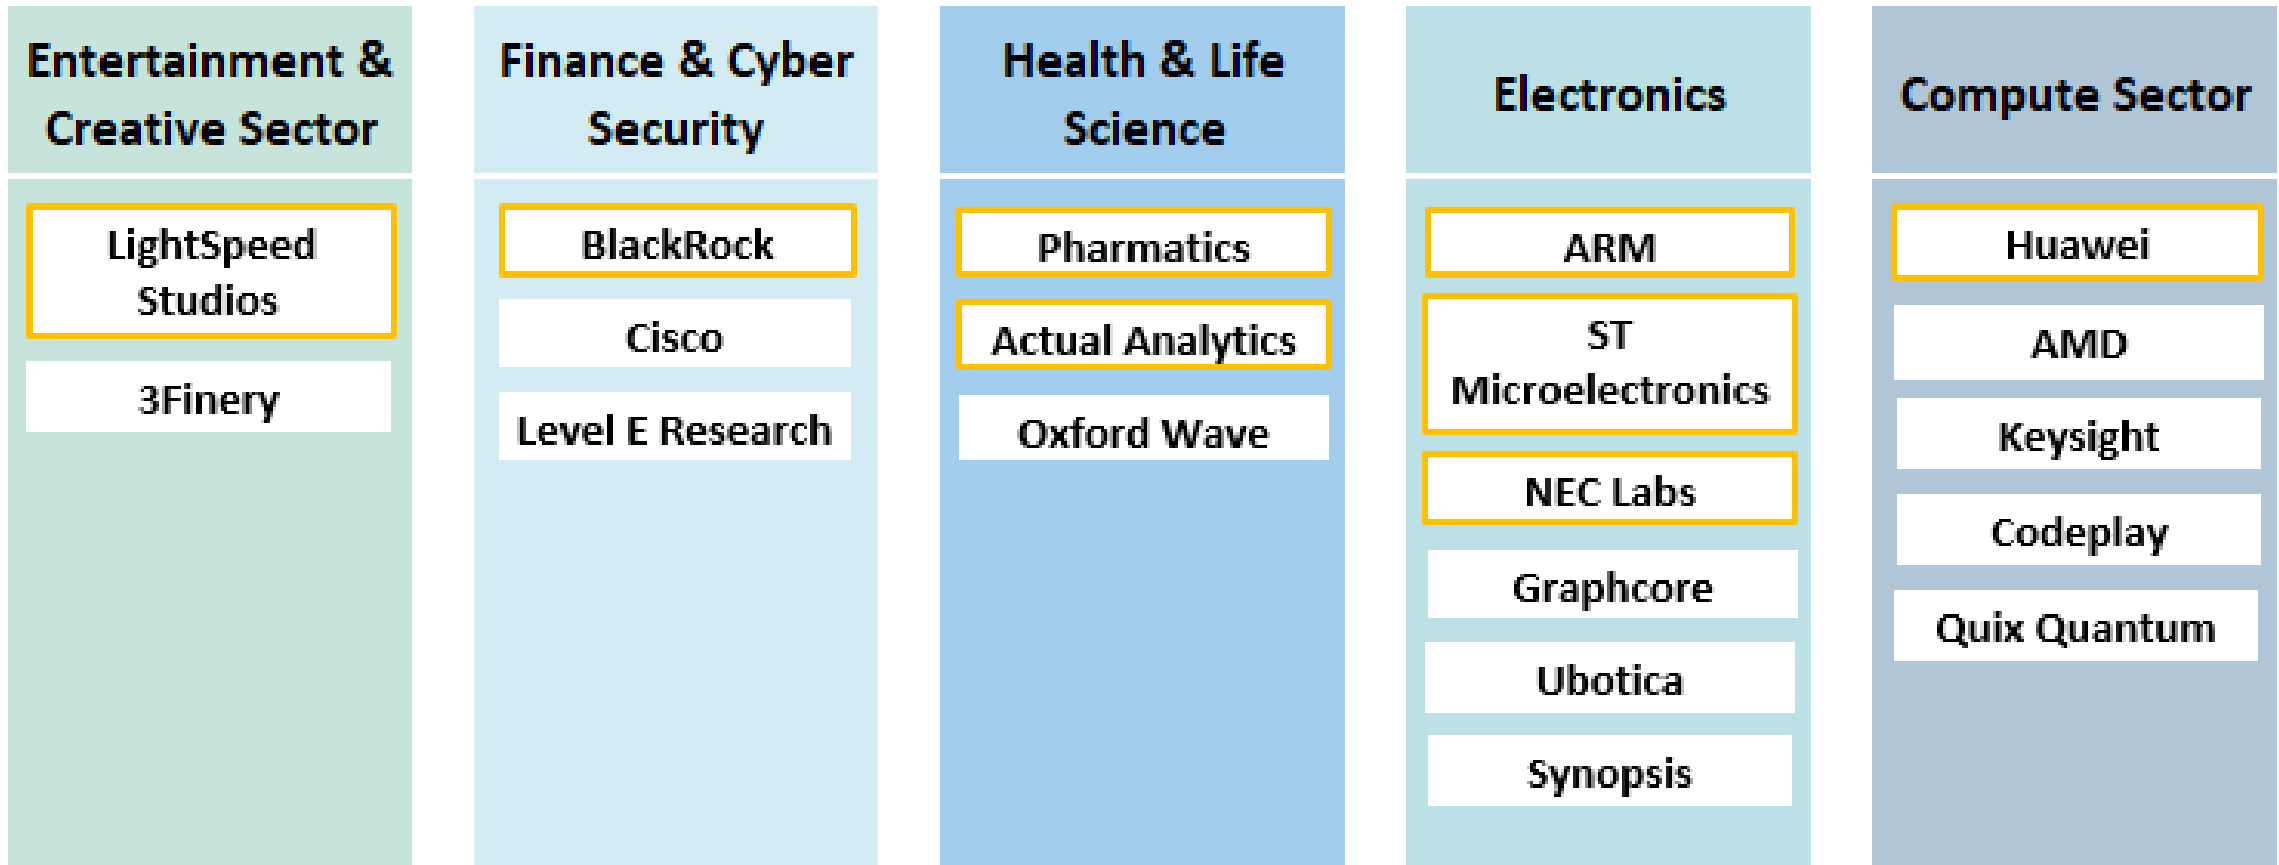 Entertainment &
Creative Sector
LightSpeed
Studios
3Finery
Finance & Cyber
Security
BlackRock
Cisco
Level E Research
Health & Life
Science
Pharmatics
Actual Analytics
Oxford Wave
Electronics
ARM
ST
Microelectronics
NEC Labs
Graphcore
Ubotica
Synopsis
Compute Sector
Huawei
AMD
Keysight
Codeplay
Quix Quantum